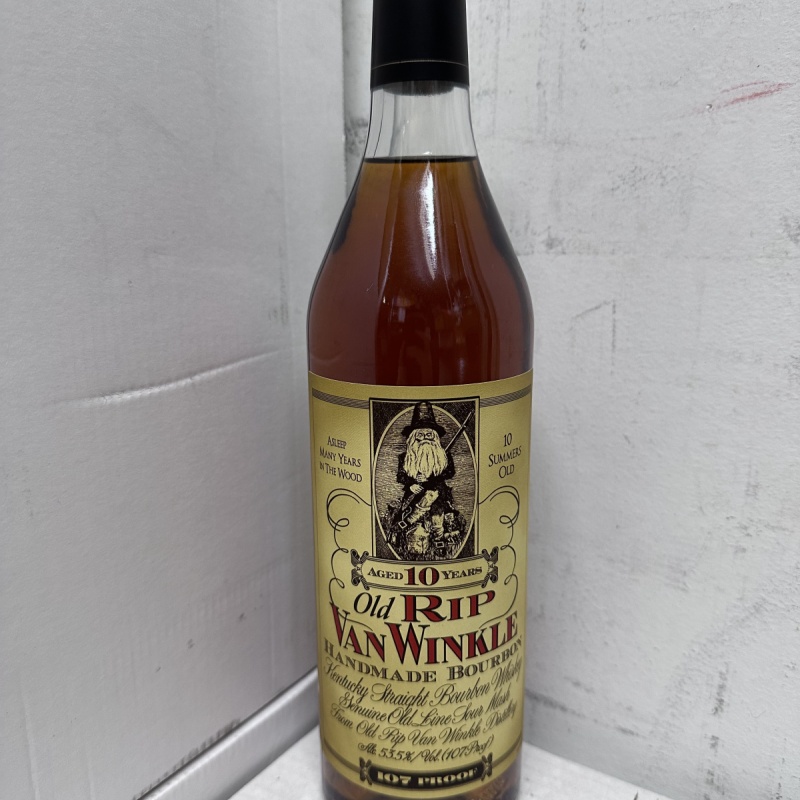 ASLEEP
MANY YEARS
IN THE WOOD
10
SUMMERS
OLD
AGED 10 YEARS
Old RIP
VAN WINKLE
HANDMADE BOURBON
Kentucky Straight Bourbon Whisky
Genuine Old Line Sour Mash
From Old Rip Van Winkle Distillery
Alc. 53.5%/Vol. (107 Proof)
107 PROOF